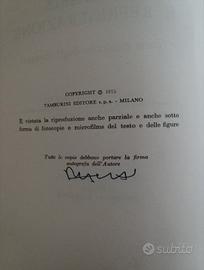 COPYRIGHT © 1975
TAMBURINI EDITORE s.p.a. - MILANO
È vietata la riproduzione anche parziale e anche sotto
forma di fotocopie e microfilms del testo e delle figure
Tutte le copie debbono portare la firma
autografa dell'Autore
subito